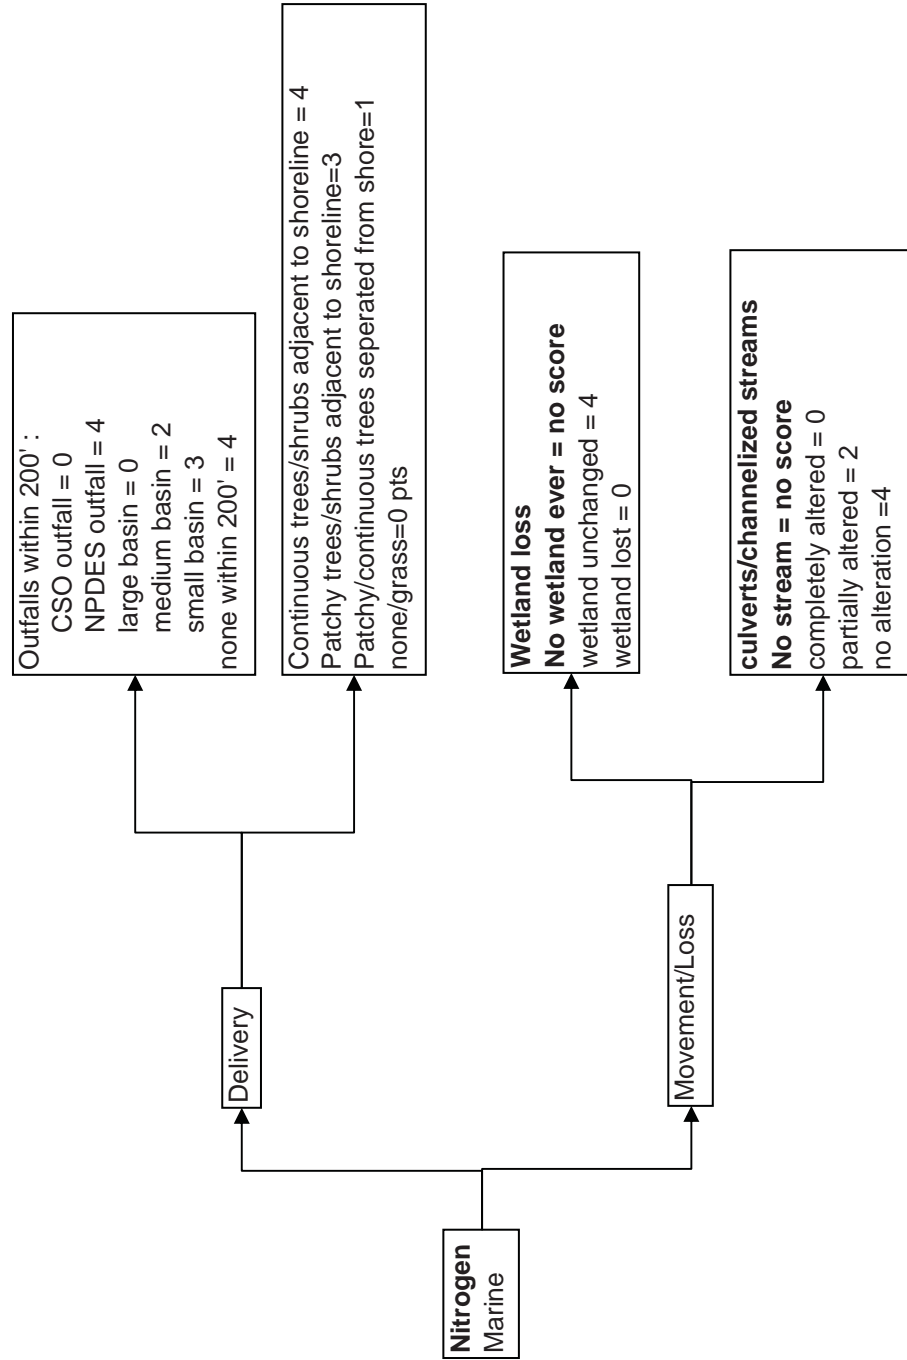 Nitrogen
Marine
Delivery
Outfalls within 200' :
CSO outfall = 0
NPDES outfall = 4
large basin = 0
medium basin = 2
small basin = 3
none within 200' = 4
Continuous trees/shrubs adjacent to shoreline = 4
Patchy trees/shrubs adjacent to shoreline=3
Patchy/continuous trees seperated from shore=1
none/grass=0 pts
Movement/Loss
Wetland loss
No wetland ever = no score
wetland unchanged = 4
wetland lost = 0
culverts/channelized streams
No stream = no score
completely altered = 0
partially altered = 2
no alteration =4